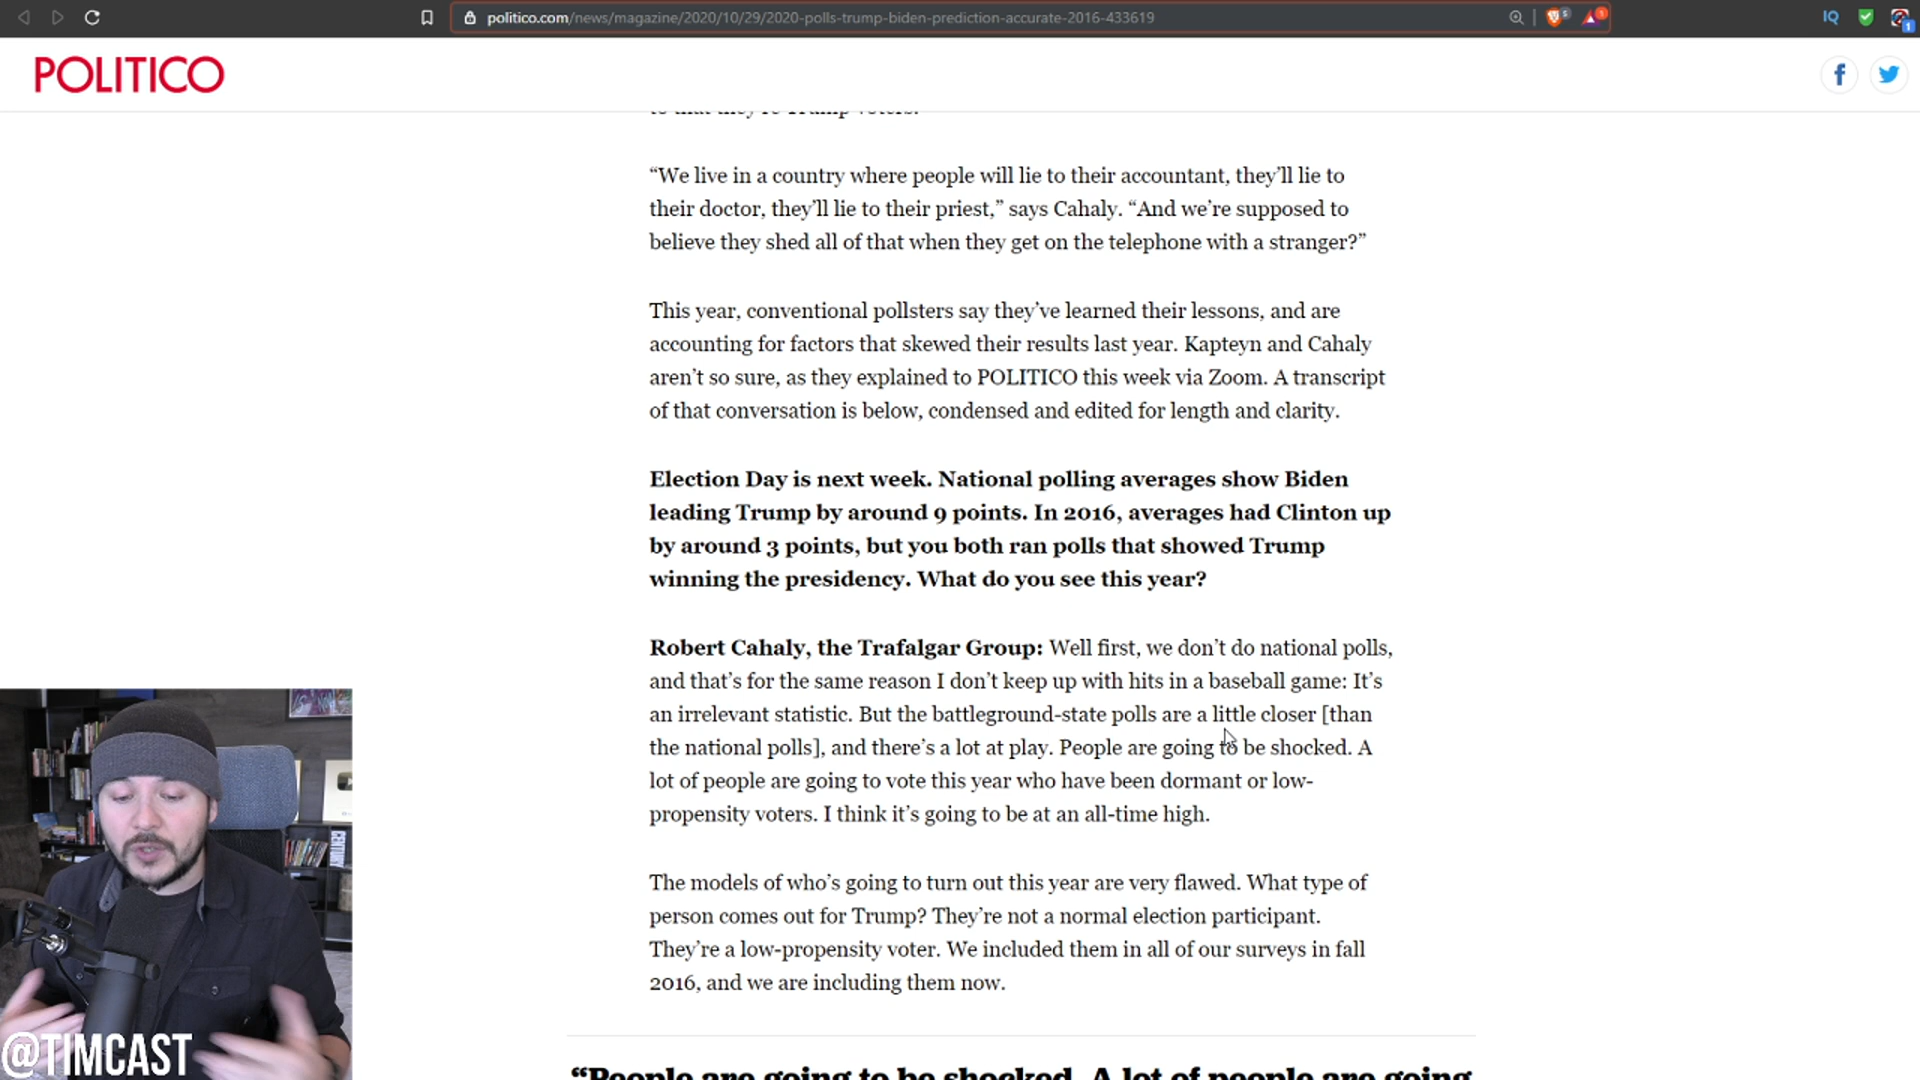 politico.com/news/magazine/2020/10/29/2020-polls-trump-biden-prediction-accurate-2016-433619
IQ
POLITICO
to that they're Trump voters.
“We live in a country where people will lie to their accountant, they’ll lie to
their doctor, they’ll lie to their priest,” says Cahaly. “And we’re supposed to
believe they shed all of that when they get on the telephone with a stranger?”
This year, conventional pollsters say they’ve learned their lessons, and are
accounting for factors that skewed their results last year. Kapteyn and Cahaly
aren’t so sure, as they explained to POLITICO this week via Zoom. A transcript
of that conversation is below, condensed and edited for length and clarity.
Election Day is next week. National polling averages show Biden
leading Trump by around 9 points. In 2016, averages had Clinton up
by around 3 points, but you both ran polls that showed Trump
winning the presidency. What do you see this year?
Robert Cahaly, the Trafalgar Group: Well first, we don’t do national polls,
and that’s for the same reason I don’t keep up with hits in a baseball game: It’s
an irrelevant statistic. But the battleground-state polls are a little closer [than
the national polls], and there’s a lot at play. People are going to be shocked. A
lot of people are going to vote this year who have been dormant or low-
propensity voters. I think it’s going to be at an all-time high.
The models of who’s going to turn out this year are very flawed. What type of
person comes out for Trump? They’re not a normal election participant.
They’re a low-propensity voter. We included them in all of our surveys in fall
2016, and we are including them now.
“People are going to be shocked. A lot of people are going
@TIMCAST